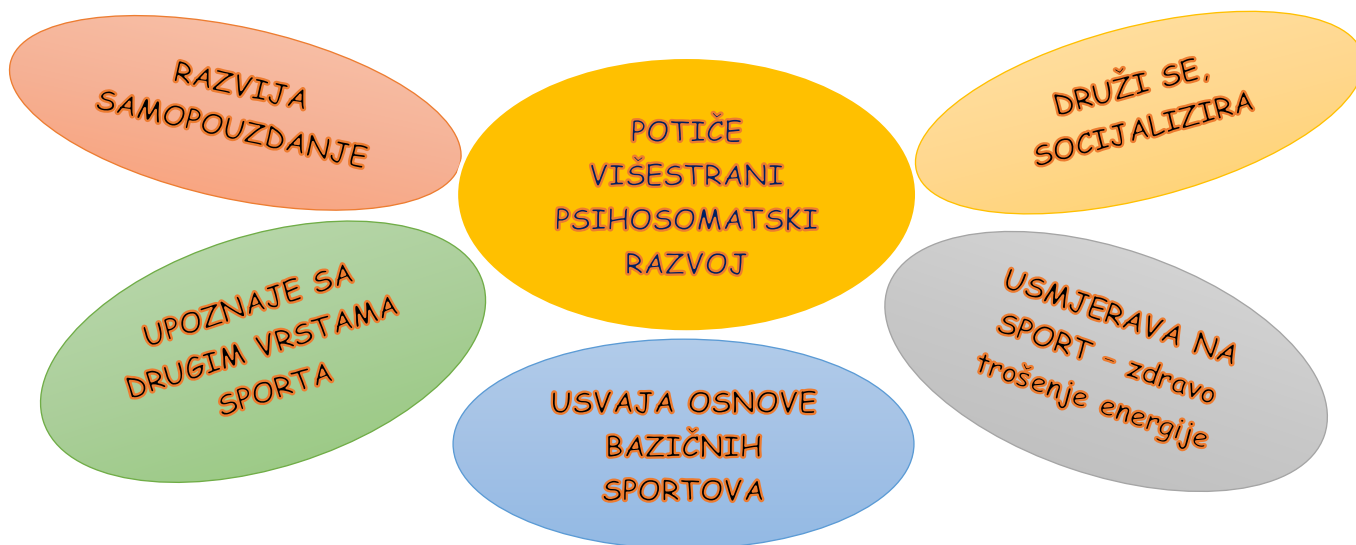 RAZVIJA
SAMOPOUZDANJE
POTIČE
VIŠESTRANI
PSIHOSOMATSKI
RAZVOJ
DRUŽI SE,
SOCIJALIZIRA
UPOZNAJE SA
DRUGIM VRSTAMA
SPORTA
USVAJA OSNOVE
BAZIČNIH
SPORTOVA
USMJERAVA NA
SPORT – zdravo
trošenje energije